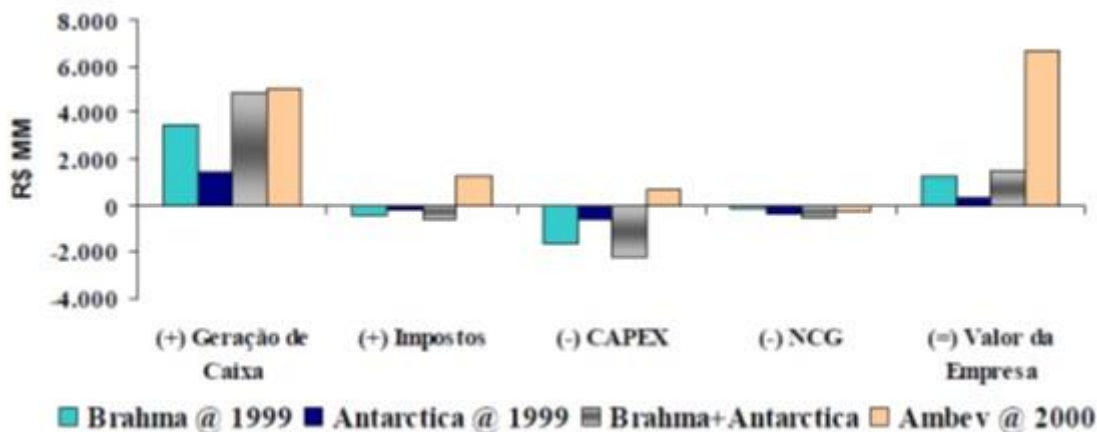 8.000
6.000
4.000
2.000
0
-2.000
-4.000
R$ MM
(+) Geração de Caixa
(+) Impostos
(-) CAPEX
(-) NCG
(=) Valor da Empresa
Brahma @ 1999 Antarctica @ 1999 Brahma+Antarctica Ambev @ 2000